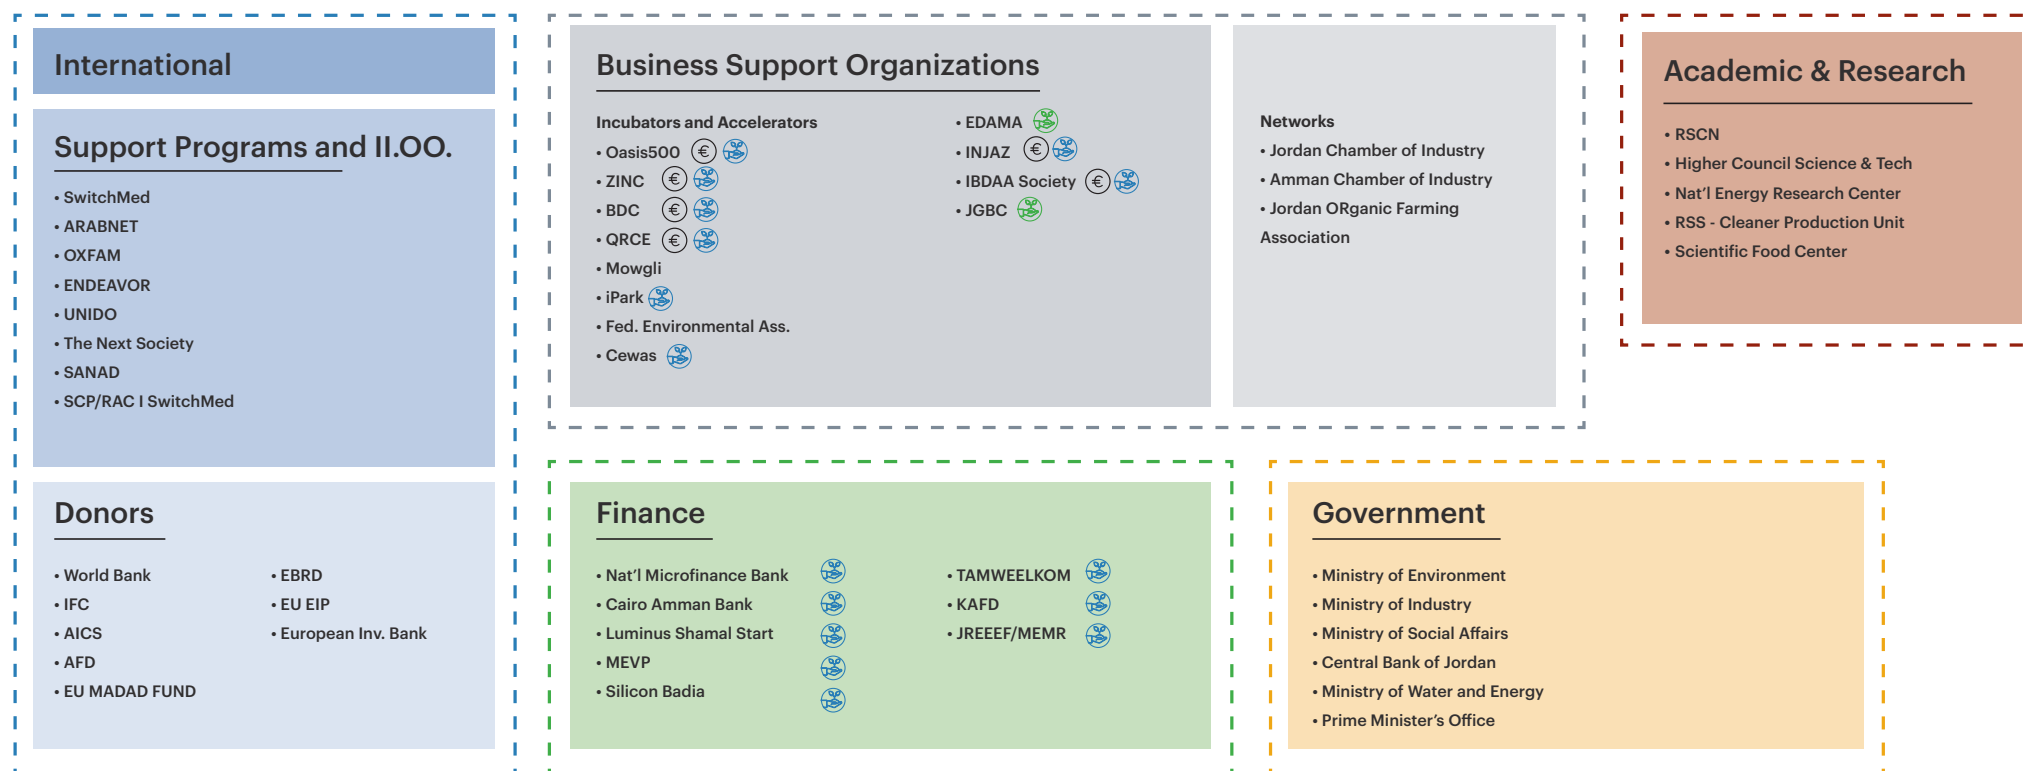 International
Support Programs and II.OO.
• SwitchMed
• ARABNET
• OXFAM
• ENDEAVOR
• UNIDO
• The Next Society
• SANAD
• SCP/RAC I SwitchMed
Donors
• World Bank
• IFC
• AICS
• AFD
• EU MADAD FUND
• EBRD
• EU EIP
• European Inv. Bank
Business Support Organizations
Incubators and Accelerators
• Oasis500 €
• ZINC €
• BDC €
• QRCE €
• Mowgli
• iPark
• Fed. Environmental Ass.
• Cewas
• EDAMA
• INJAZ €
• IBDAA Society €
• JGBC
Networks
• Jordan Chamber of Industry
• Amman Chamber of Industry
• Jordan ORganic Farming
Association
Academic & Research
• RSCN
• Higher Council Science & Tech
• Nat’l Energy Research Center
• RSS - Cleaner Production Unit
• Scientific Food Center
Finance
• Nat’l Microfinance Bank
• Cairo Amman Bank
• Luminus Shamal Start
• MEVP
• Silicon Badia
• TAMWEELKOM
• KAFD
• JREEEF/MEMR
Government
• Ministry of Environment
• Ministry of Industry
• Ministry of Social Affairs
• Central Bank of Jordan
• Ministry of Water and Energy
• Prime Minister’s Office